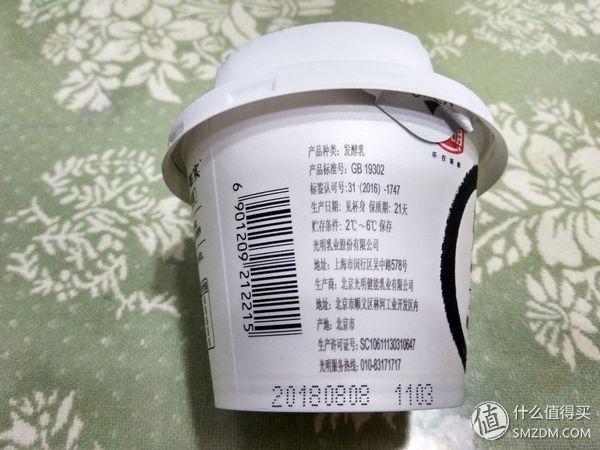 产品种类：发酵乳
产品标准号：GB 19302
标签认可号：31（2016）-1747
生产日期：见杯身 保质期：21天
贮存条件：2℃～6℃ 保存
光明乳业股份有限公司
地址：上海市闵行区吴中路578号
生产商：北京光明健能乳业有限公司
地址：北京市顺义区林河工业开发区内
产地：北京市
生产许可证号：SC10611130310647
光明服务热线：010-83171717
6 901209 212215
20180808 1103
乐在新鲜
值 什么值得买
SMZDM.COM